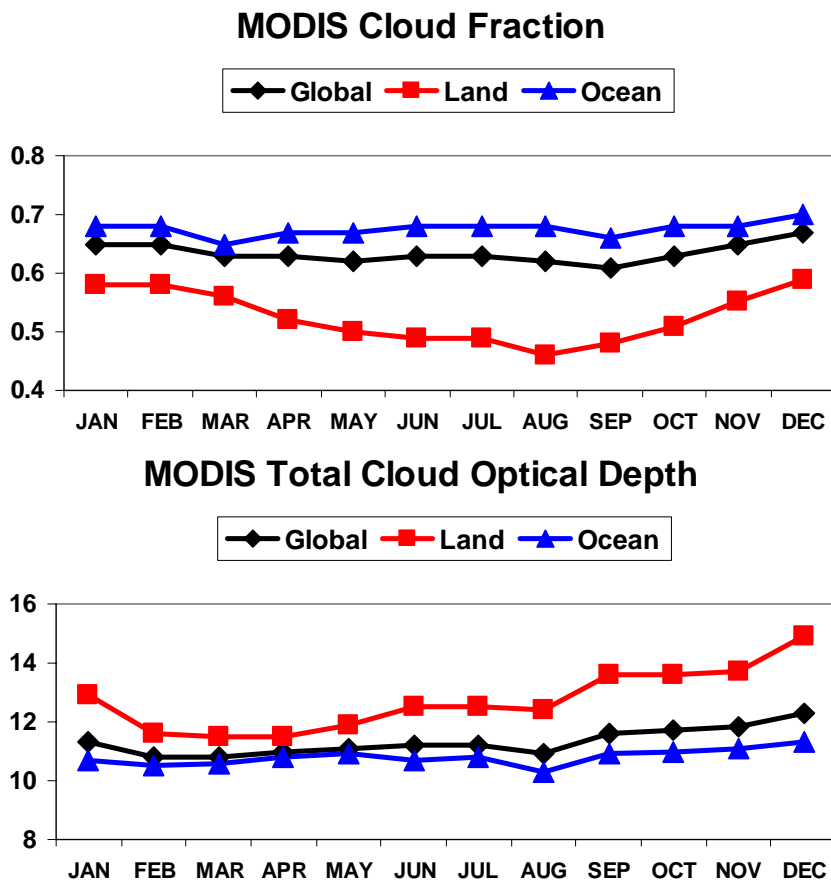 MODIS Cloud Fraction
Global Land Ocean
0.8
0.7
0.6
0.5
0.4
JAN FEB MAR APR MAY JUN JUL AUG SEP OCT NOV DEC
MODIS Total Cloud Optical Depth
Global Land Ocean
16
14
12
10
8
JAN FEB MAR APR MAY JUN JUL AUG SEP OCT NOV DEC